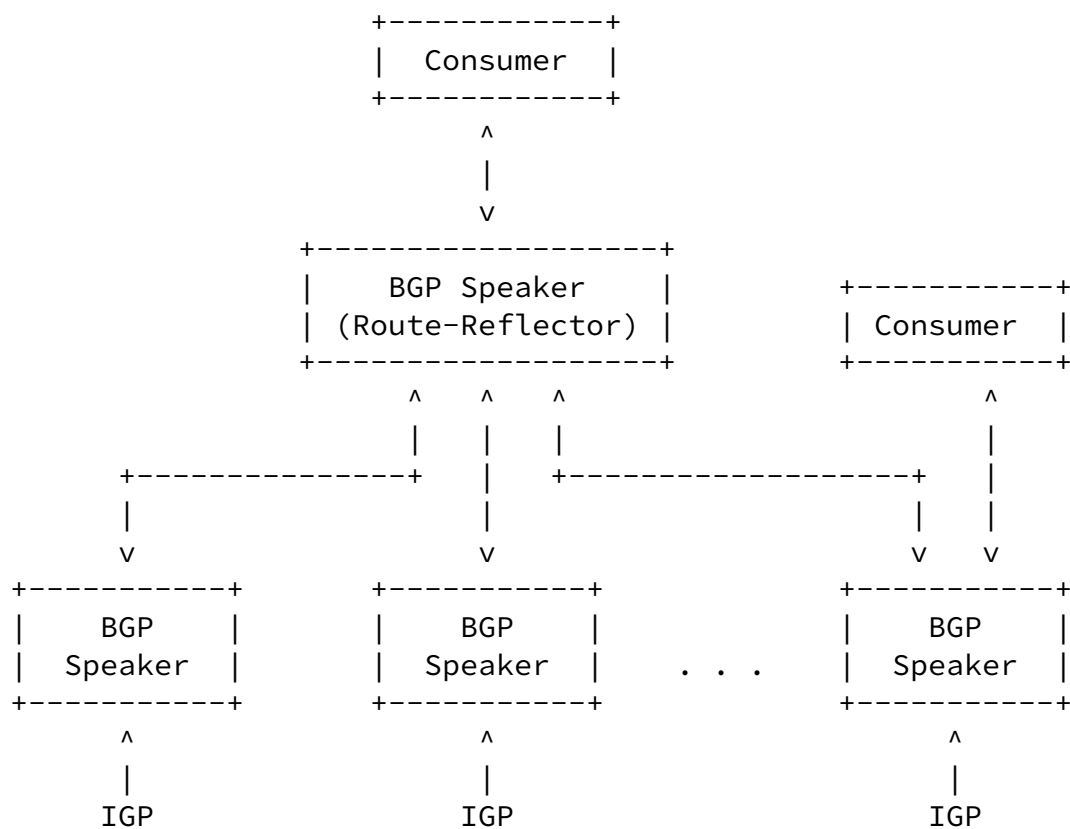 Consumer
BGP Speaker
(Route-Reflector)
Consumer
BGP
Speaker
BGP
Speaker
. . .
BGP
Speaker
IGP
IGP
IGP